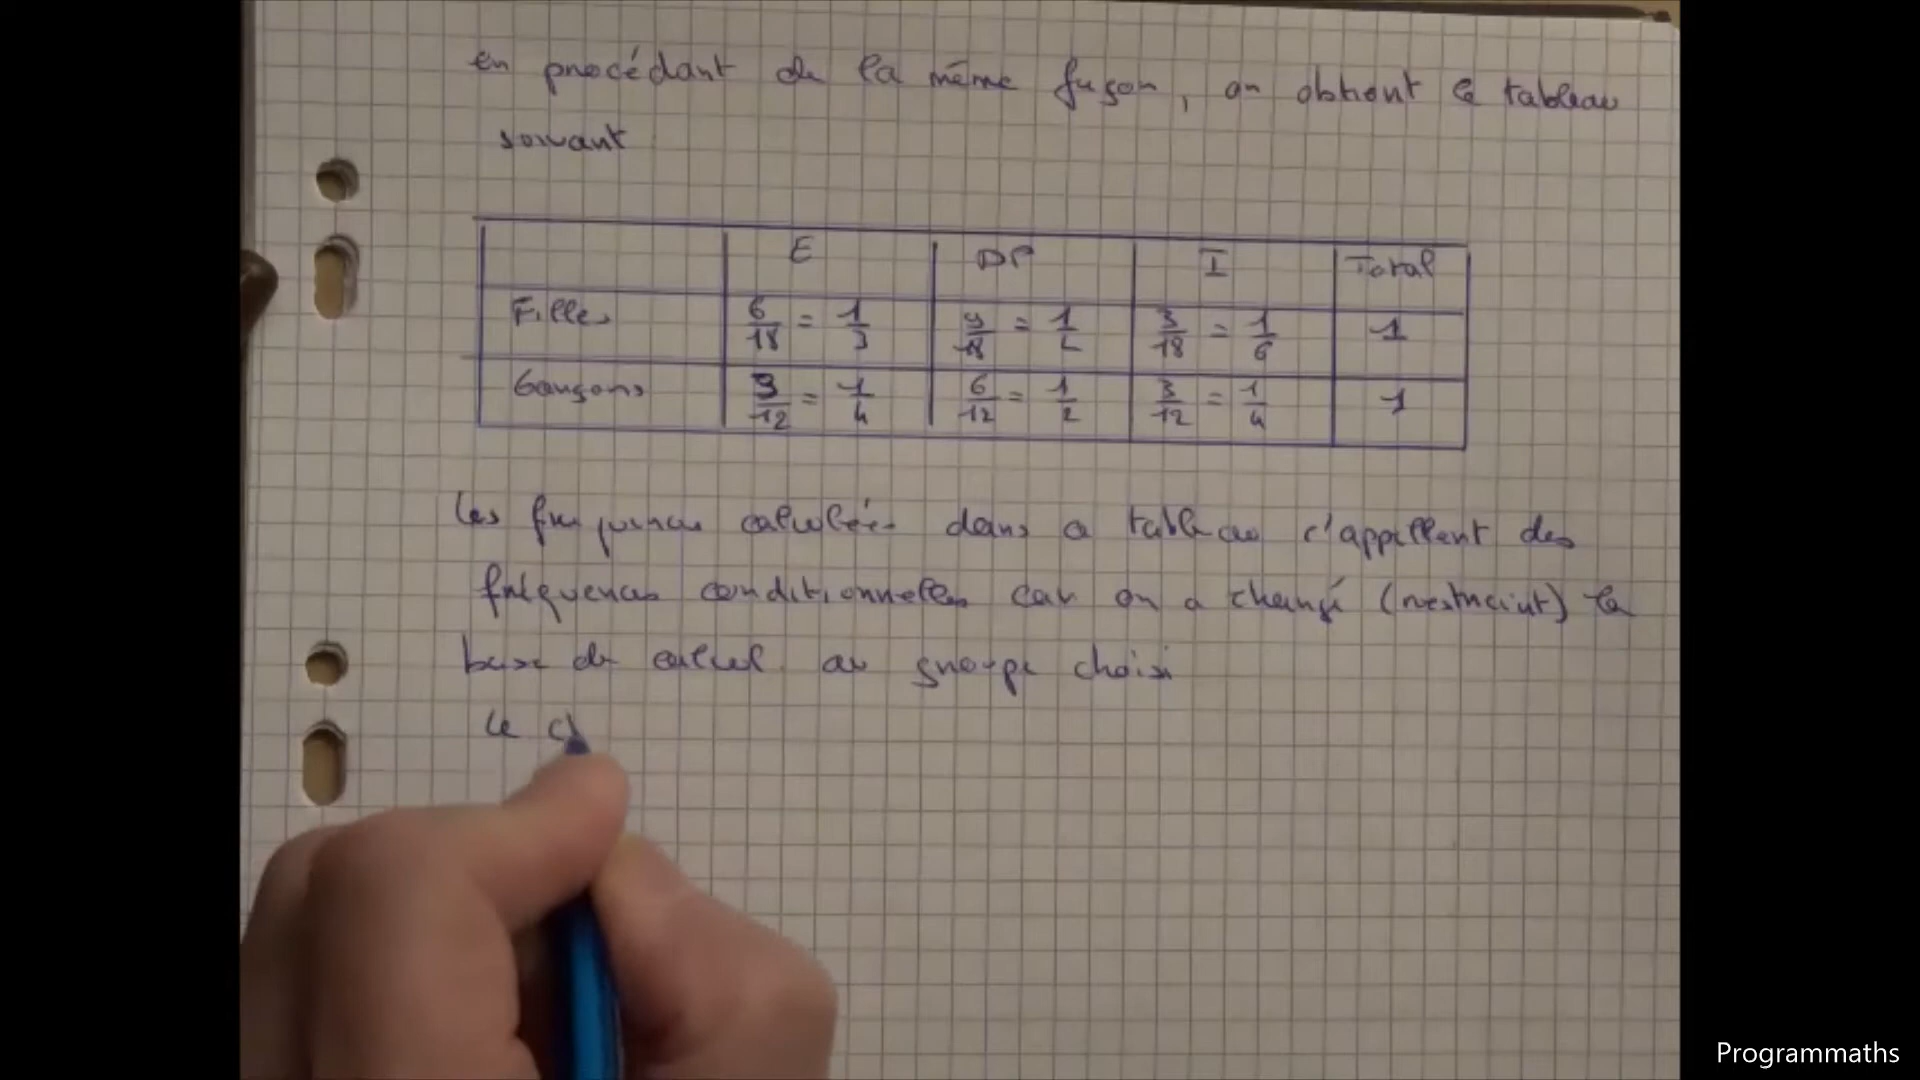 en procédant de la même façon, on obtient le tableau
suivant
E DP I Total
Filles 6/18 = 1/3 9/18 = 1/2 3/18 = 1/6 1
Garçons 3/12 = 1/4 6/12 = 1/2 3/12 = 1/4 1
Les fréquences calculées dans ce tableau s'appellent des
fréquences conditionnelles car on a changé (restreint) la
base de calcul au groupe choisi
Le
Programmaths